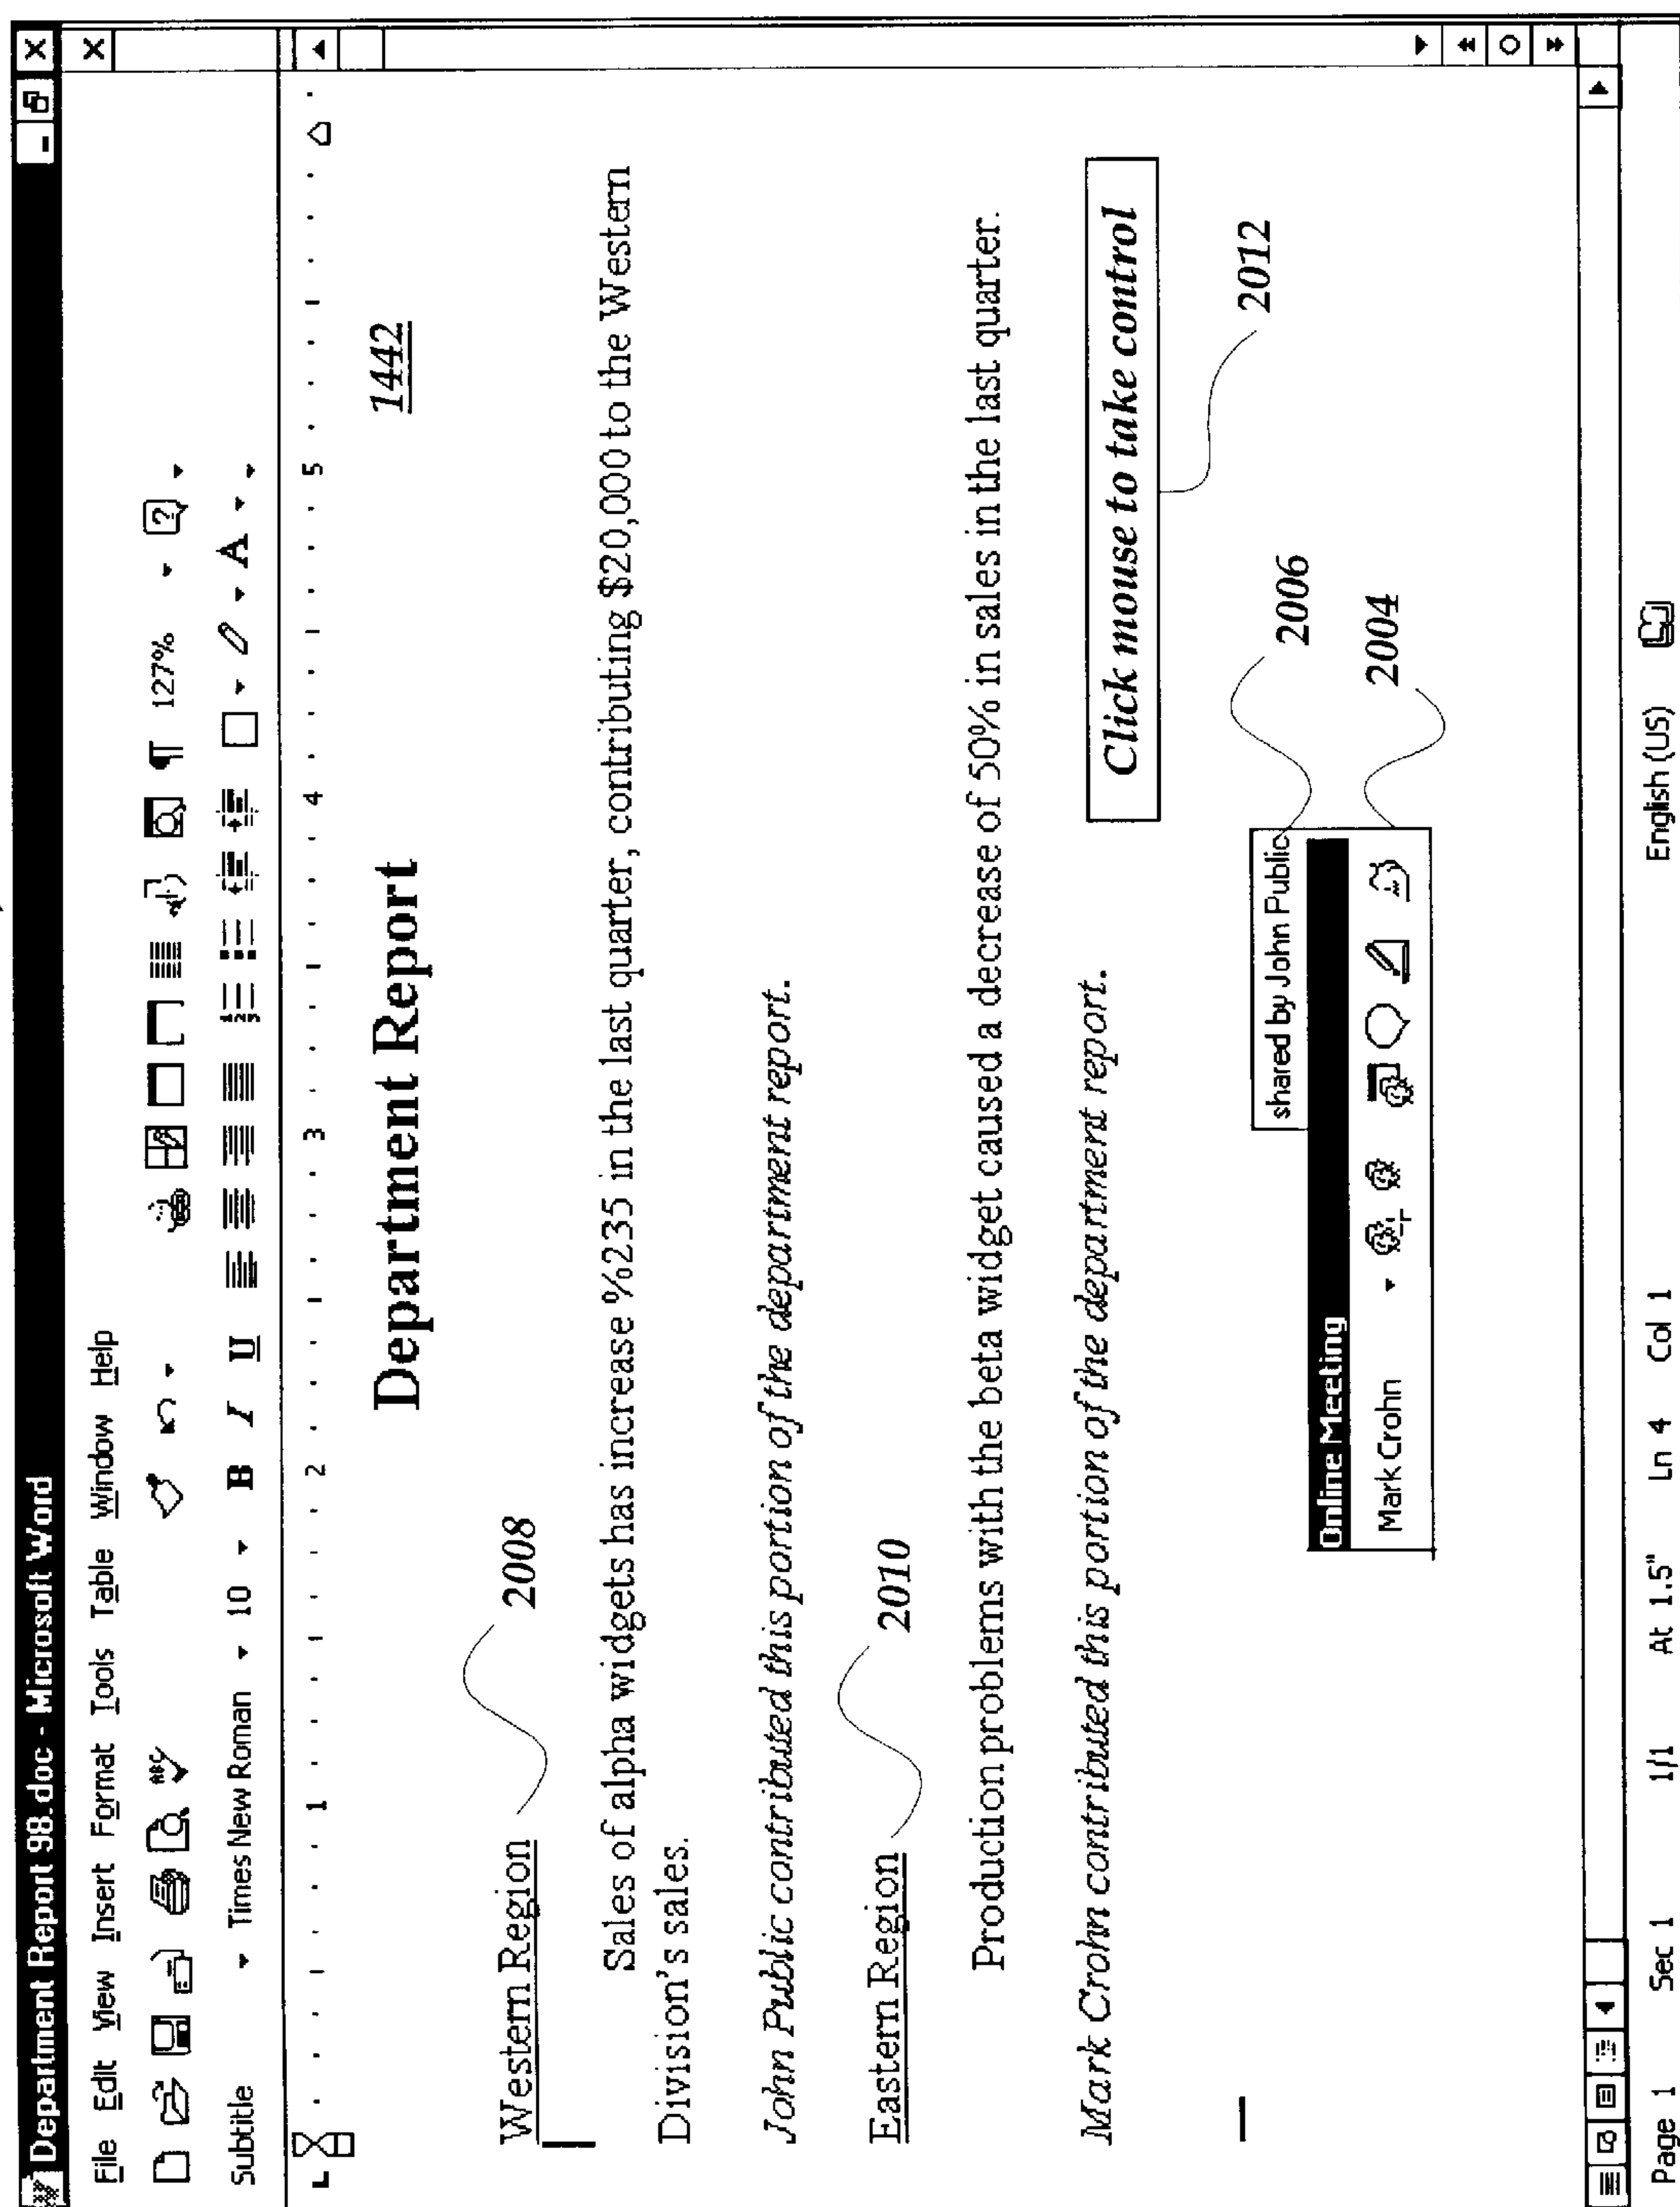 Department Report 98.doc - Microsoft Word
File Edit View Insert Format Tools Table Window Help
ABC 127%
Subtitle Times New Roman 10 B I U A
1 2 3 4 5
Department Report 1442
Western Region 2008
Sales of alpha widgets has increase %235 in the last quarter, contributing $20,000 to the Western
Division's sales.
John Public contributed this portion of the department report.
Eastern Region 2010
Production problems with the beta widget caused a decrease of 50% in sales in the last quarter.
Mark Crohn contributed this portion of the department report.
Click mouse to take control
2012
shared by John Public
2006
Online Meeting
Mark Crohn
2004
Page 1 Sec 1 1/1 At 1.5" Ln 4 Col 1 English (US)